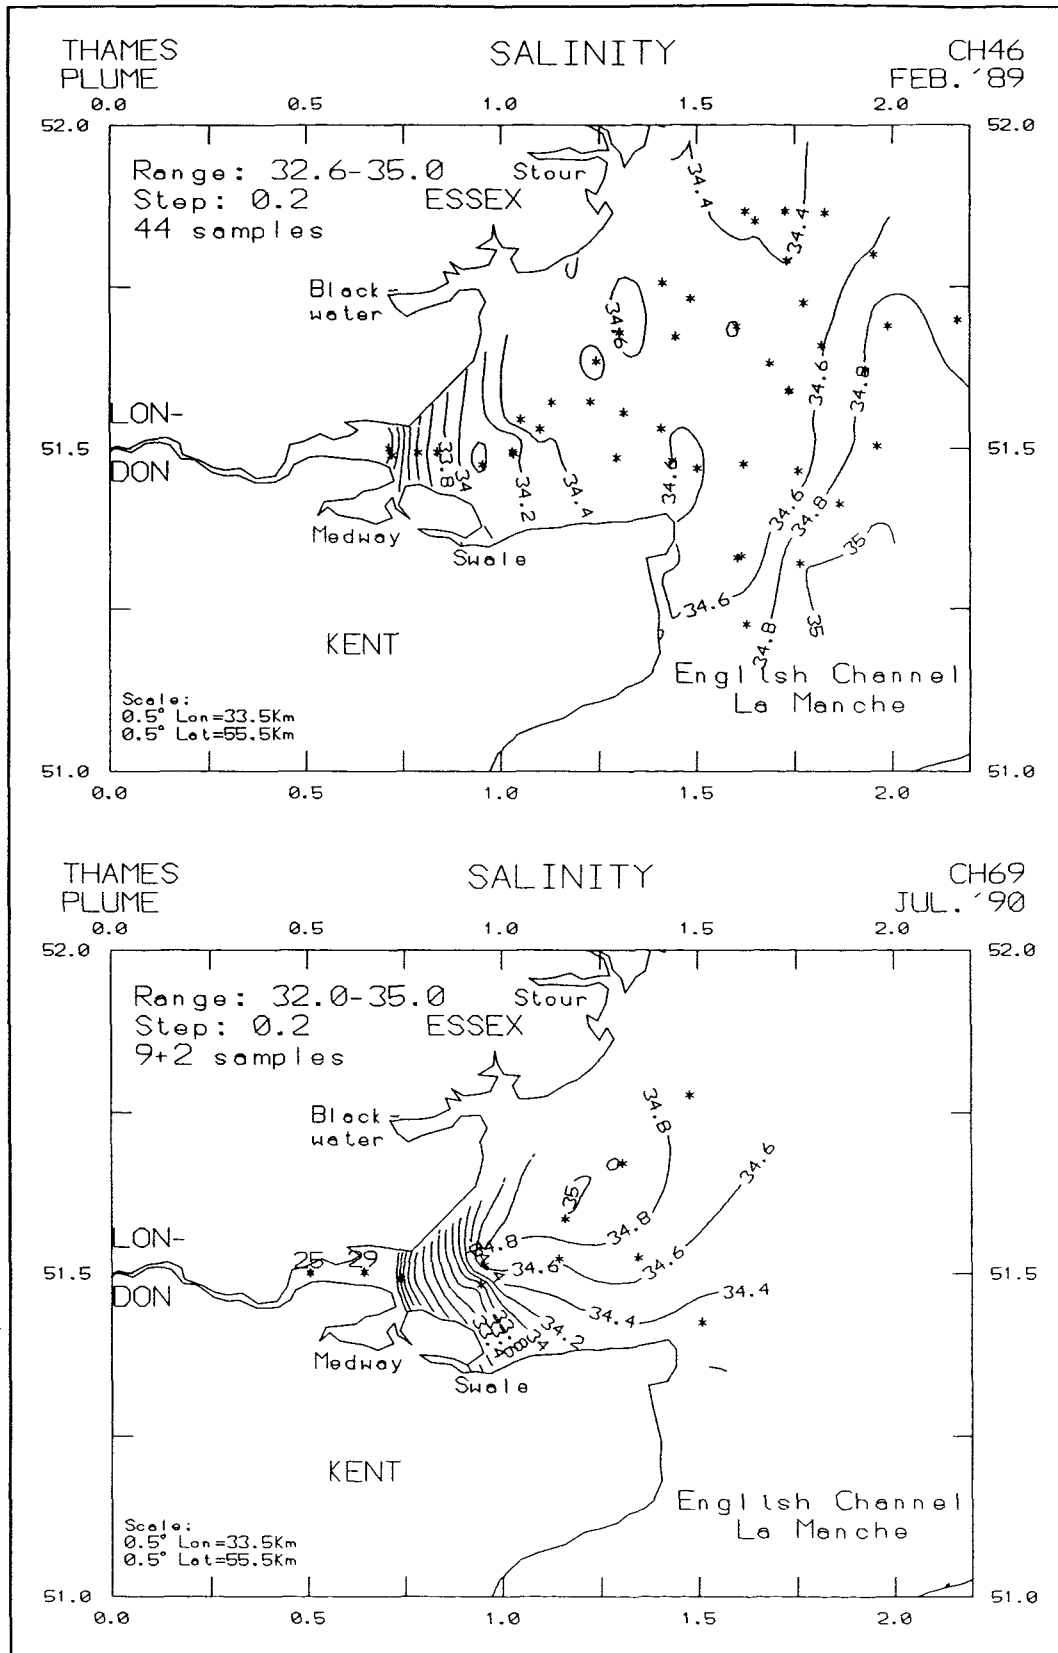 THAMES SALINITY CH46
PLUME FEB.'89
0.0 0.5 1.0 1.5 2.0
52.0 52.0
Range: 32.6-35.0 Stour
Step: 0.2 ESSEX
44 samples
34.4 34.4
Black-
water
34.6
34.6 34.8
LON-
51.5 51.5
DON
33.8 34 34.2 34.4 34.6
34.6 34.8
Medway
Swale
35
34.6 34.8 35
KENT
English Channel
La Manche
Scale:
0.5° Lon=33.5Km
0.5° Lat=55.5Km
51.0 51.0
0.0 0.5 1.0 1.5 2.0
THAMES SALINITY CH69
PLUME JUL.'90
0.0 0.5 1.0 1.5 2.0
52.0 52.0
Range: 32.0-35.0 Stour
Step: 0.2 ESSEX
9+2 samples
Black-
water
34.8
34.6
35
LON-
34.8 34.8
25 29
34.6 34.6
51.5 51.5
DON
34.4 34.4
34 34.2
Medway
Swale
KENT
English Channel
La Manche
Scale:
0.5° Lon=33.5Km
0.5° Lat=55.5Km
51.0 51.0
0.0 0.5 1.0 1.5 2.0